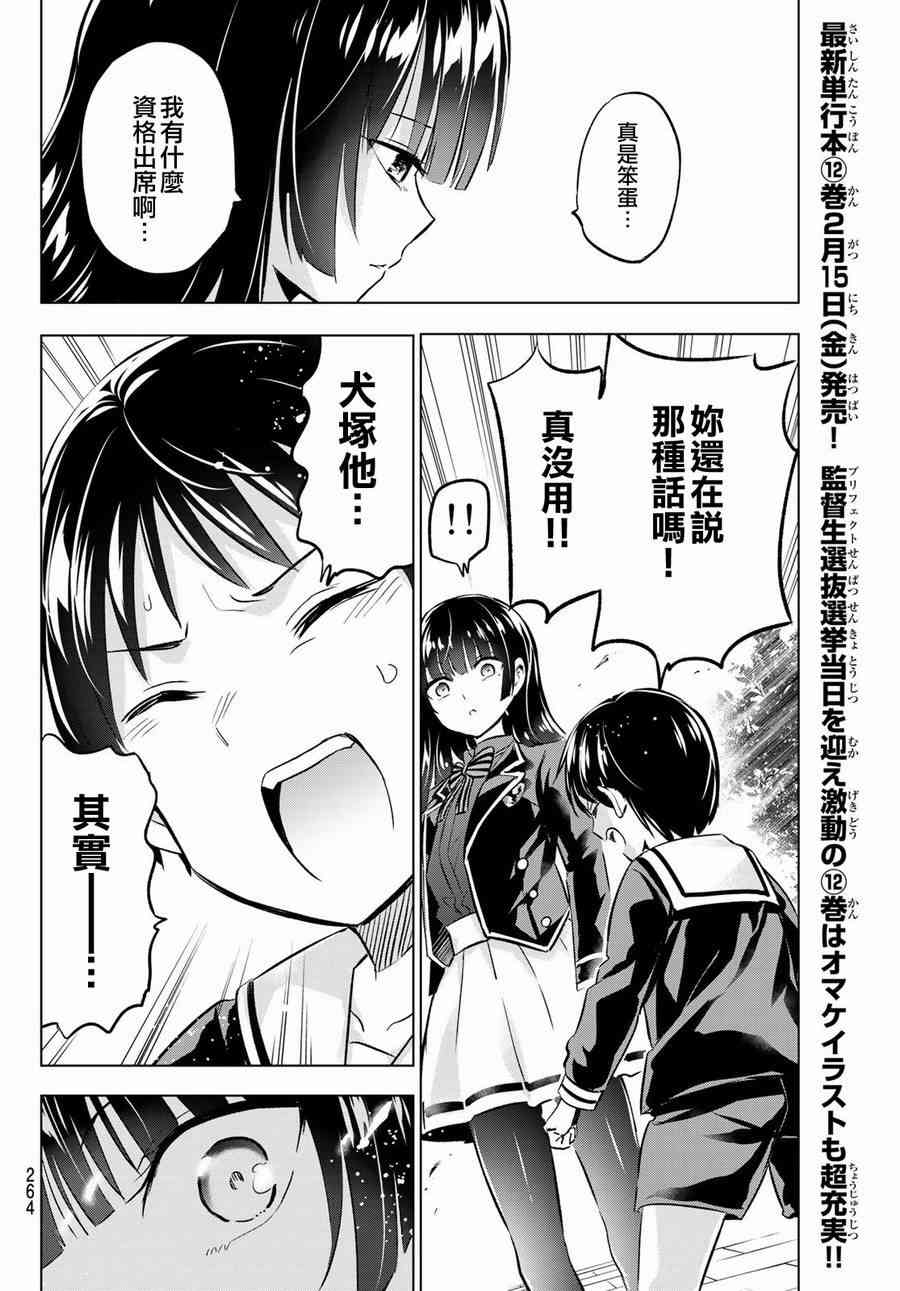 最新単行本⑫巻2月15日(金)発売! 監督生選抜選挙当日を迎え激動の⑫巻はオマケイラストも超充実!!
さいしんたんこうぼん かん がつ にち きん はつばい プリフェクトせんばつせんきょとうじつ むか げきどう かん ちょうじゅうじつ
真是笨蛋…
我有什麼
資格出席啊…
妳還在說
那種話嗎!
真沒用!!
!!
犬塚他…
其實——…
264